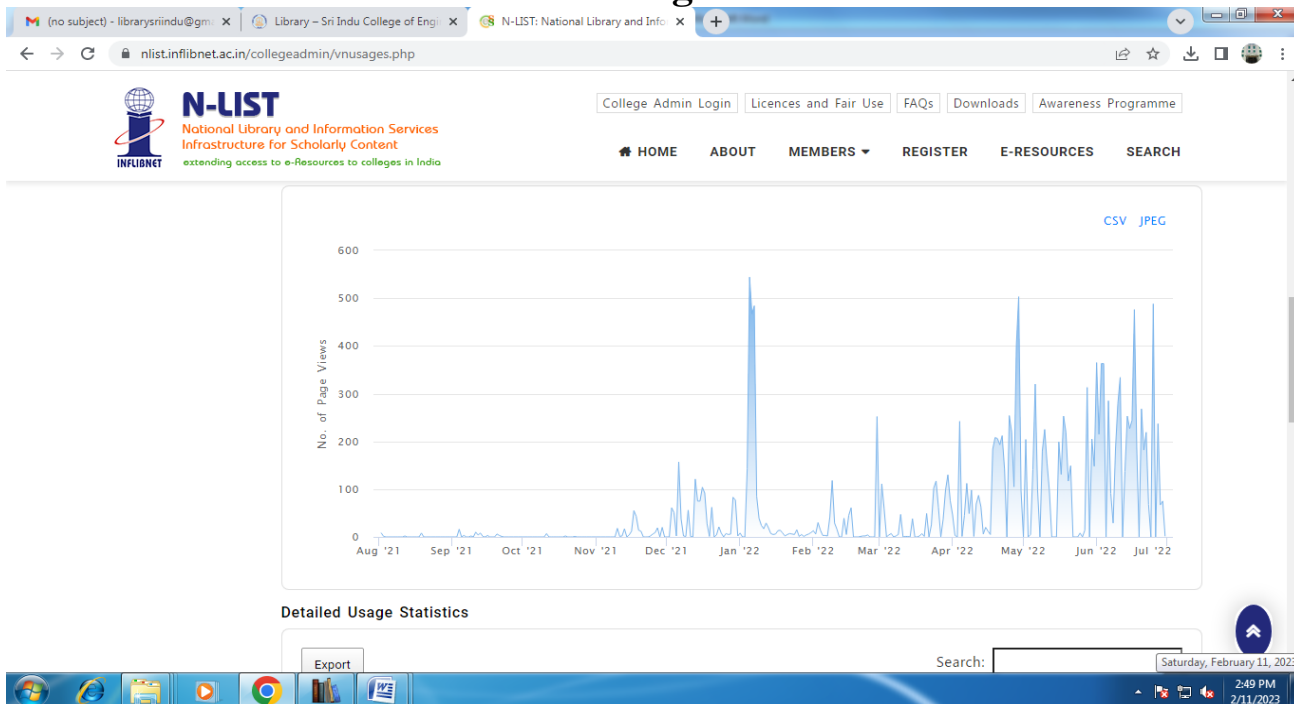 (no subject) - librarysriindu@gm
Library – Sri Indu College of Engi
N-LIST: National Library and Info
nlist.inflibnet.ac.in/collegeadmin/vnusages.php
INFLIBNET
N-LIST
National Library and Information Services
Infrastructure for Scholarly Content
extending access to e-Resources to colleges in India
College Admin Login Licences and Fair Use FAQs Downloads Awareness Programme
HOME ABOUT MEMBERS REGISTER E-RESOURCES SEARCH
CSV JPEG
No. of Page Views
600
500
400
300
200
100
0
Aug '21 Sep '21 Oct '21 Nov '21 Dec '21 Jan '22 Feb '22 Mar '22 Apr '22 May '22 Jun '22 Jul '22
Detailed Usage Statistics
Export
Search:
Saturday, February 11, 2023
2:49 PM
2/11/2023